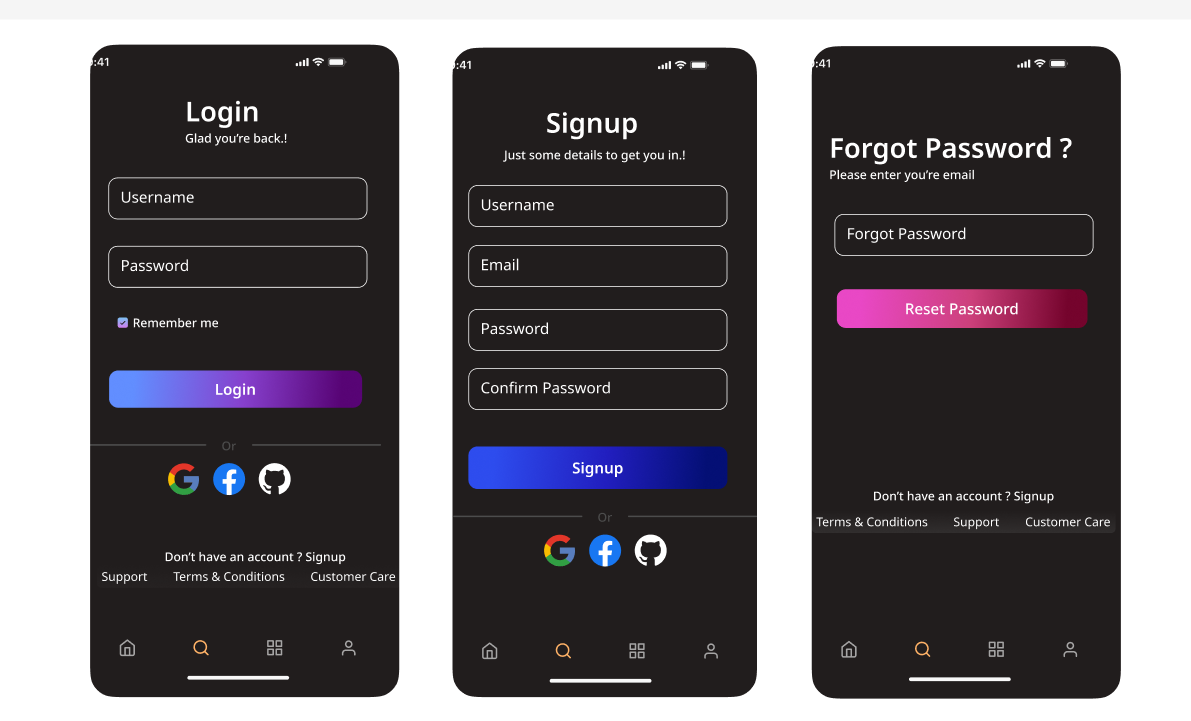 :41
Login
Glad you’re back.!
Username
Password
Remember me
Login
Or
Don’t have an account ? Signup
Support Terms & Conditions Customer Care
:41
Signup
Just some details to get you in.!
Username
Email
Password
Confirm Password
Signup
Or
:41
Forgot Password ?
Please enter you’re email
Forgot Password
Reset Password
Don’t have an account ? Signup
Terms & Conditions Support Customer Care